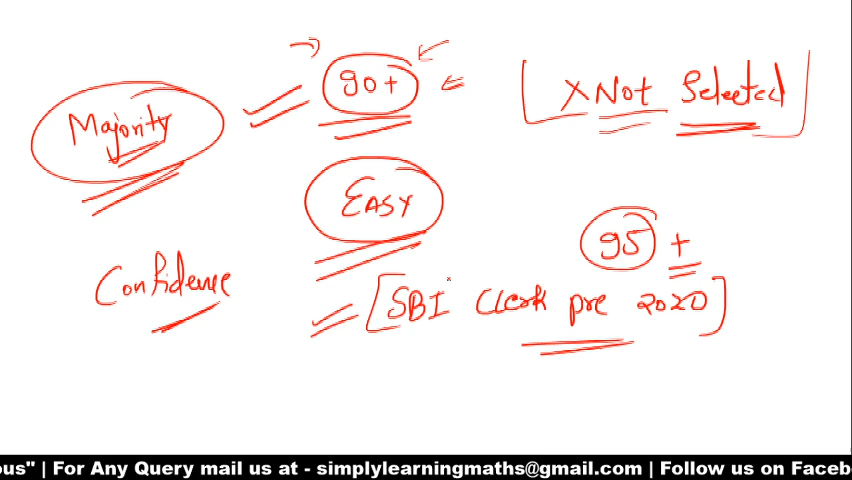 90+
X Not Selected
Majority
EASY
95 +
Confidence
[SBI Clerk pre 2020]
ous" | For Any Query mail us at - simplylearningmaths@gmail.com | Follow us on Faceb